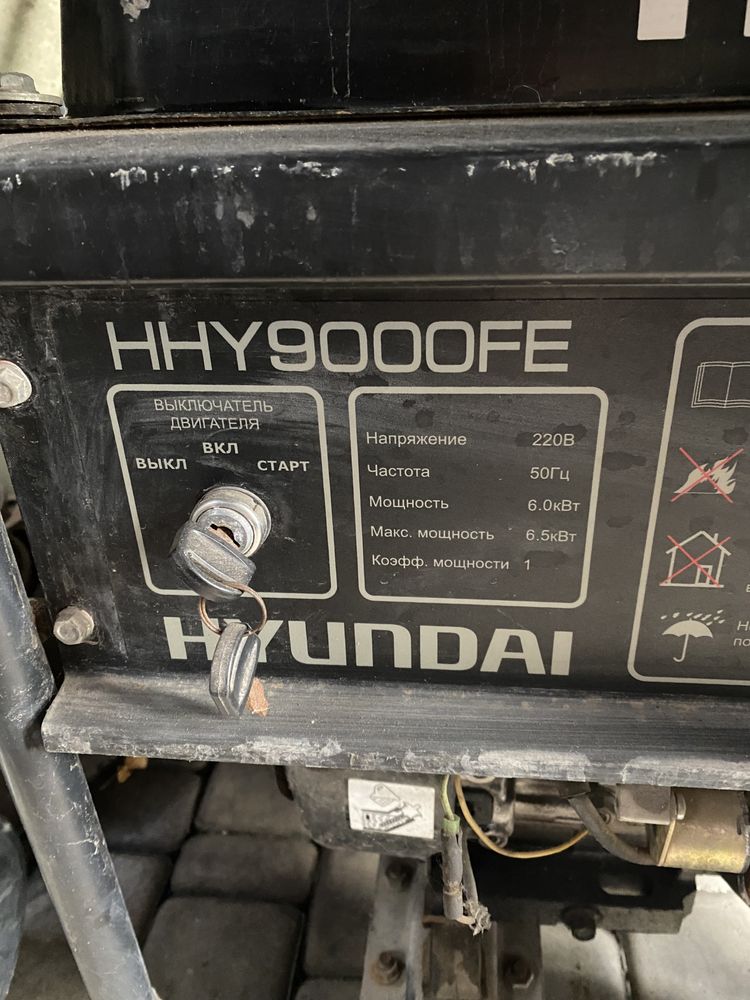 HHY9000FE
ВЫКЛЮЧАТЕЛЬ
ДВИГАТЕЛЯ
ВКЛ
ВЫКЛ СТАРТ
Напряжение 220В
Частота 50Гц
Мощность 6.0кВт
Макс. мощность 6.5кВт
Коэфф. мощности 1
HYUNDAI